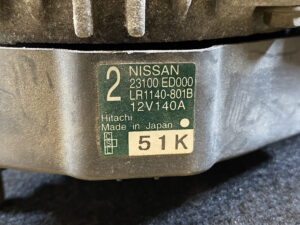 2 NISSAN
23100 ED000
LR1140-801B
12V140A
Hitachi
Made in Japan
51K